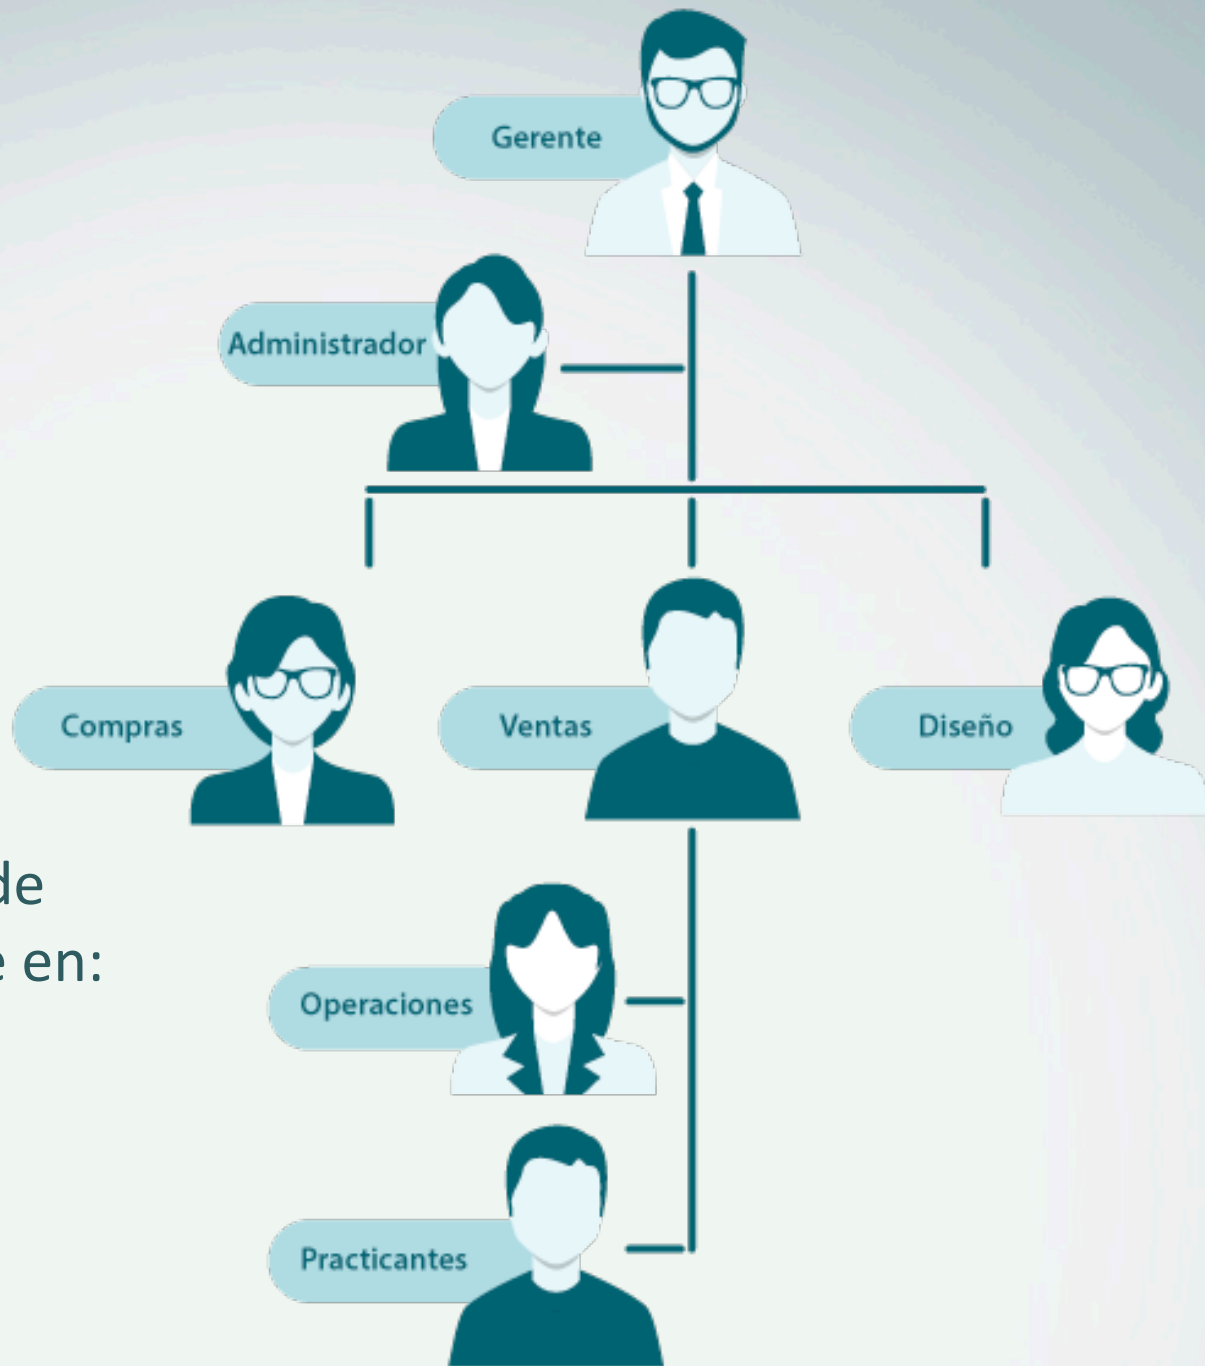 Gerente
Administrador
Compras
Ventas
Diseño
de
e en:
Operaciones
Practicantes